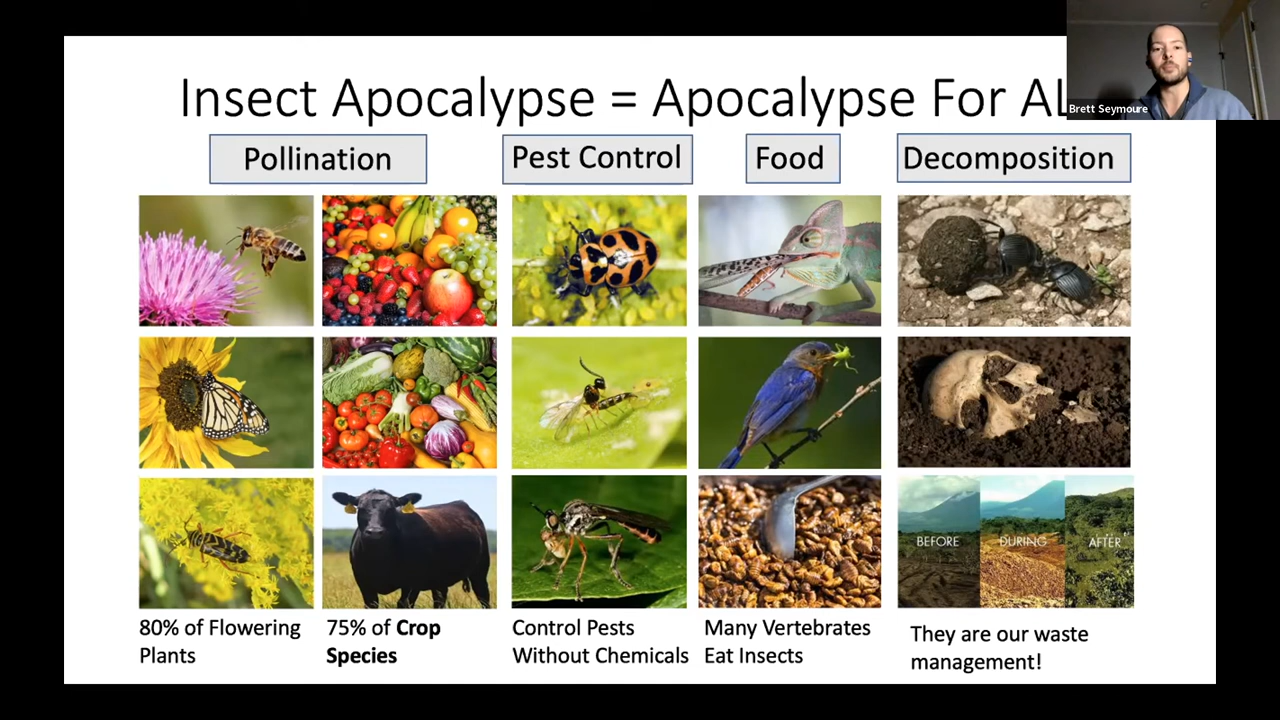 Insect Apocalypse = Apocalypse For AL
Brett Seymoure
Pollination
Pest Control
Food
Decomposition
BEFORE
DURING
AFTER
80% of Flowering
Plants
75% of Crop
Species
Control Pests
Without Chemicals
Many Vertebrates
Eat Insects
They are our waste
management!